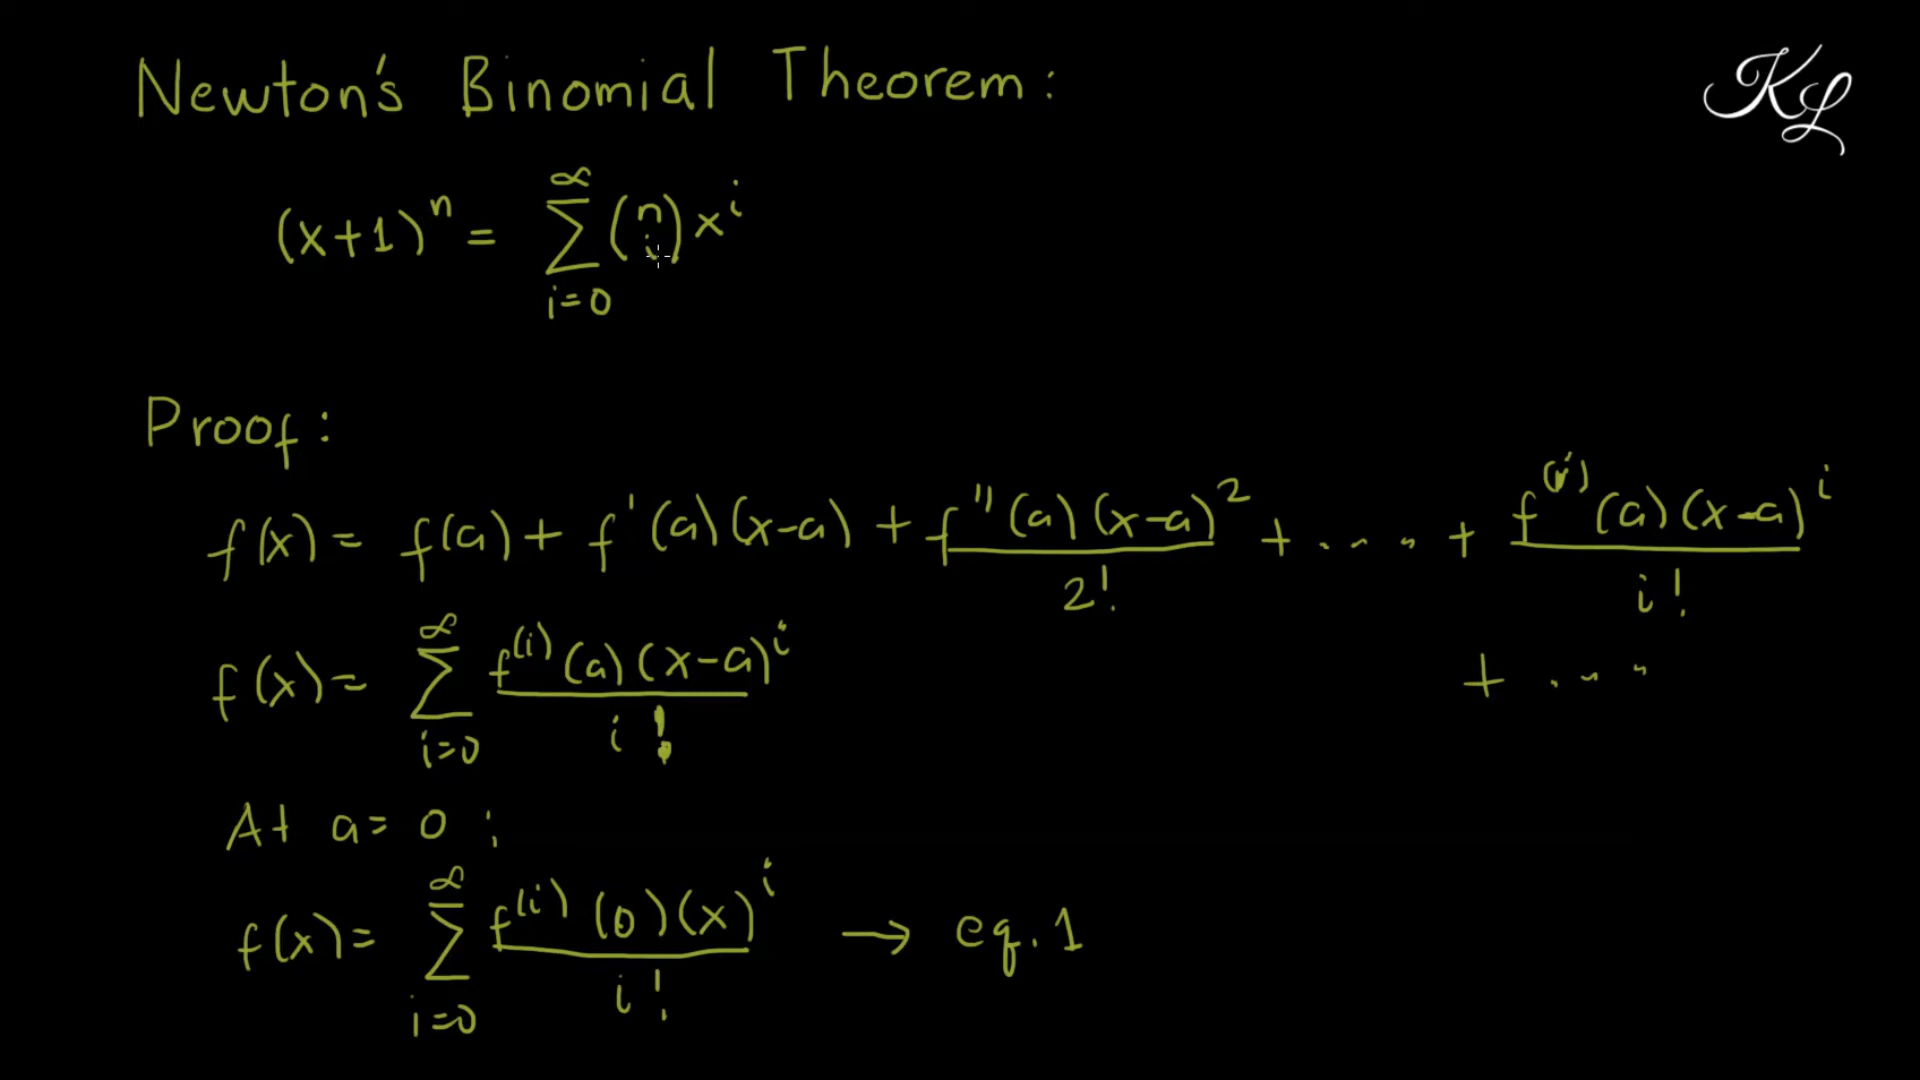 Newton's Binomial Theorem:
KL
(x+1)^n = ∑_{i=0}^{∞} (n i) x^i
Proof:
f(x) = f(a) + f'(a)(x-a) + f''(a)(x-a)^2 / 2! + .... + f^(i)(a)(x-a)^i / i!
+ ....
f(x) = ∑_{i=0}^{∞} f^(i)(a)(x-a)^i / i!
At a = 0 :
f(x) = ∑_{i=0}^{∞} f^(i)(0)(x)^i / i! → eq. 1